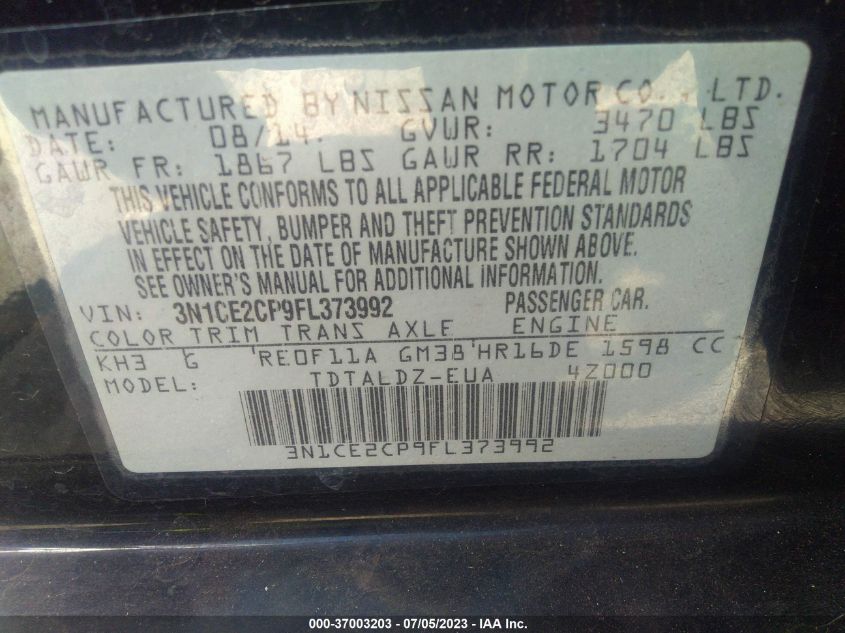 MANUFACTURED BY NISSAN MOTOR CO., LTD.
DATE: 08/14 GVWR: 3470 LBS
GAWR FR: 1867 LBS GAWR RR: 1704 LBS
THIS VEHICLE CONFORMS TO ALL APPLICABLE FEDERAL MOTOR
VEHICLE SAFETY, BUMPER AND THEFT PREVENTION STANDARDS
IN EFFECT ON THE DATE OF MANUFACTURE SHOWN ABOVE.
SEE OWNER'S MANUAL FOR ADDITIONAL INFORMATION.
VIN: 3N1CE2CP9FL373992 PASSENGER CAR.
COLOR TRIM TRANS AXLE ENGINE
KH3 G RE0F11A GM38 HR16DE 1598 CC
MODEL: TDTALDZ-EUA 4Z000
3N1CE2CP9FL373992
000-37003203 - 07/05/2023 - IAA Inc.